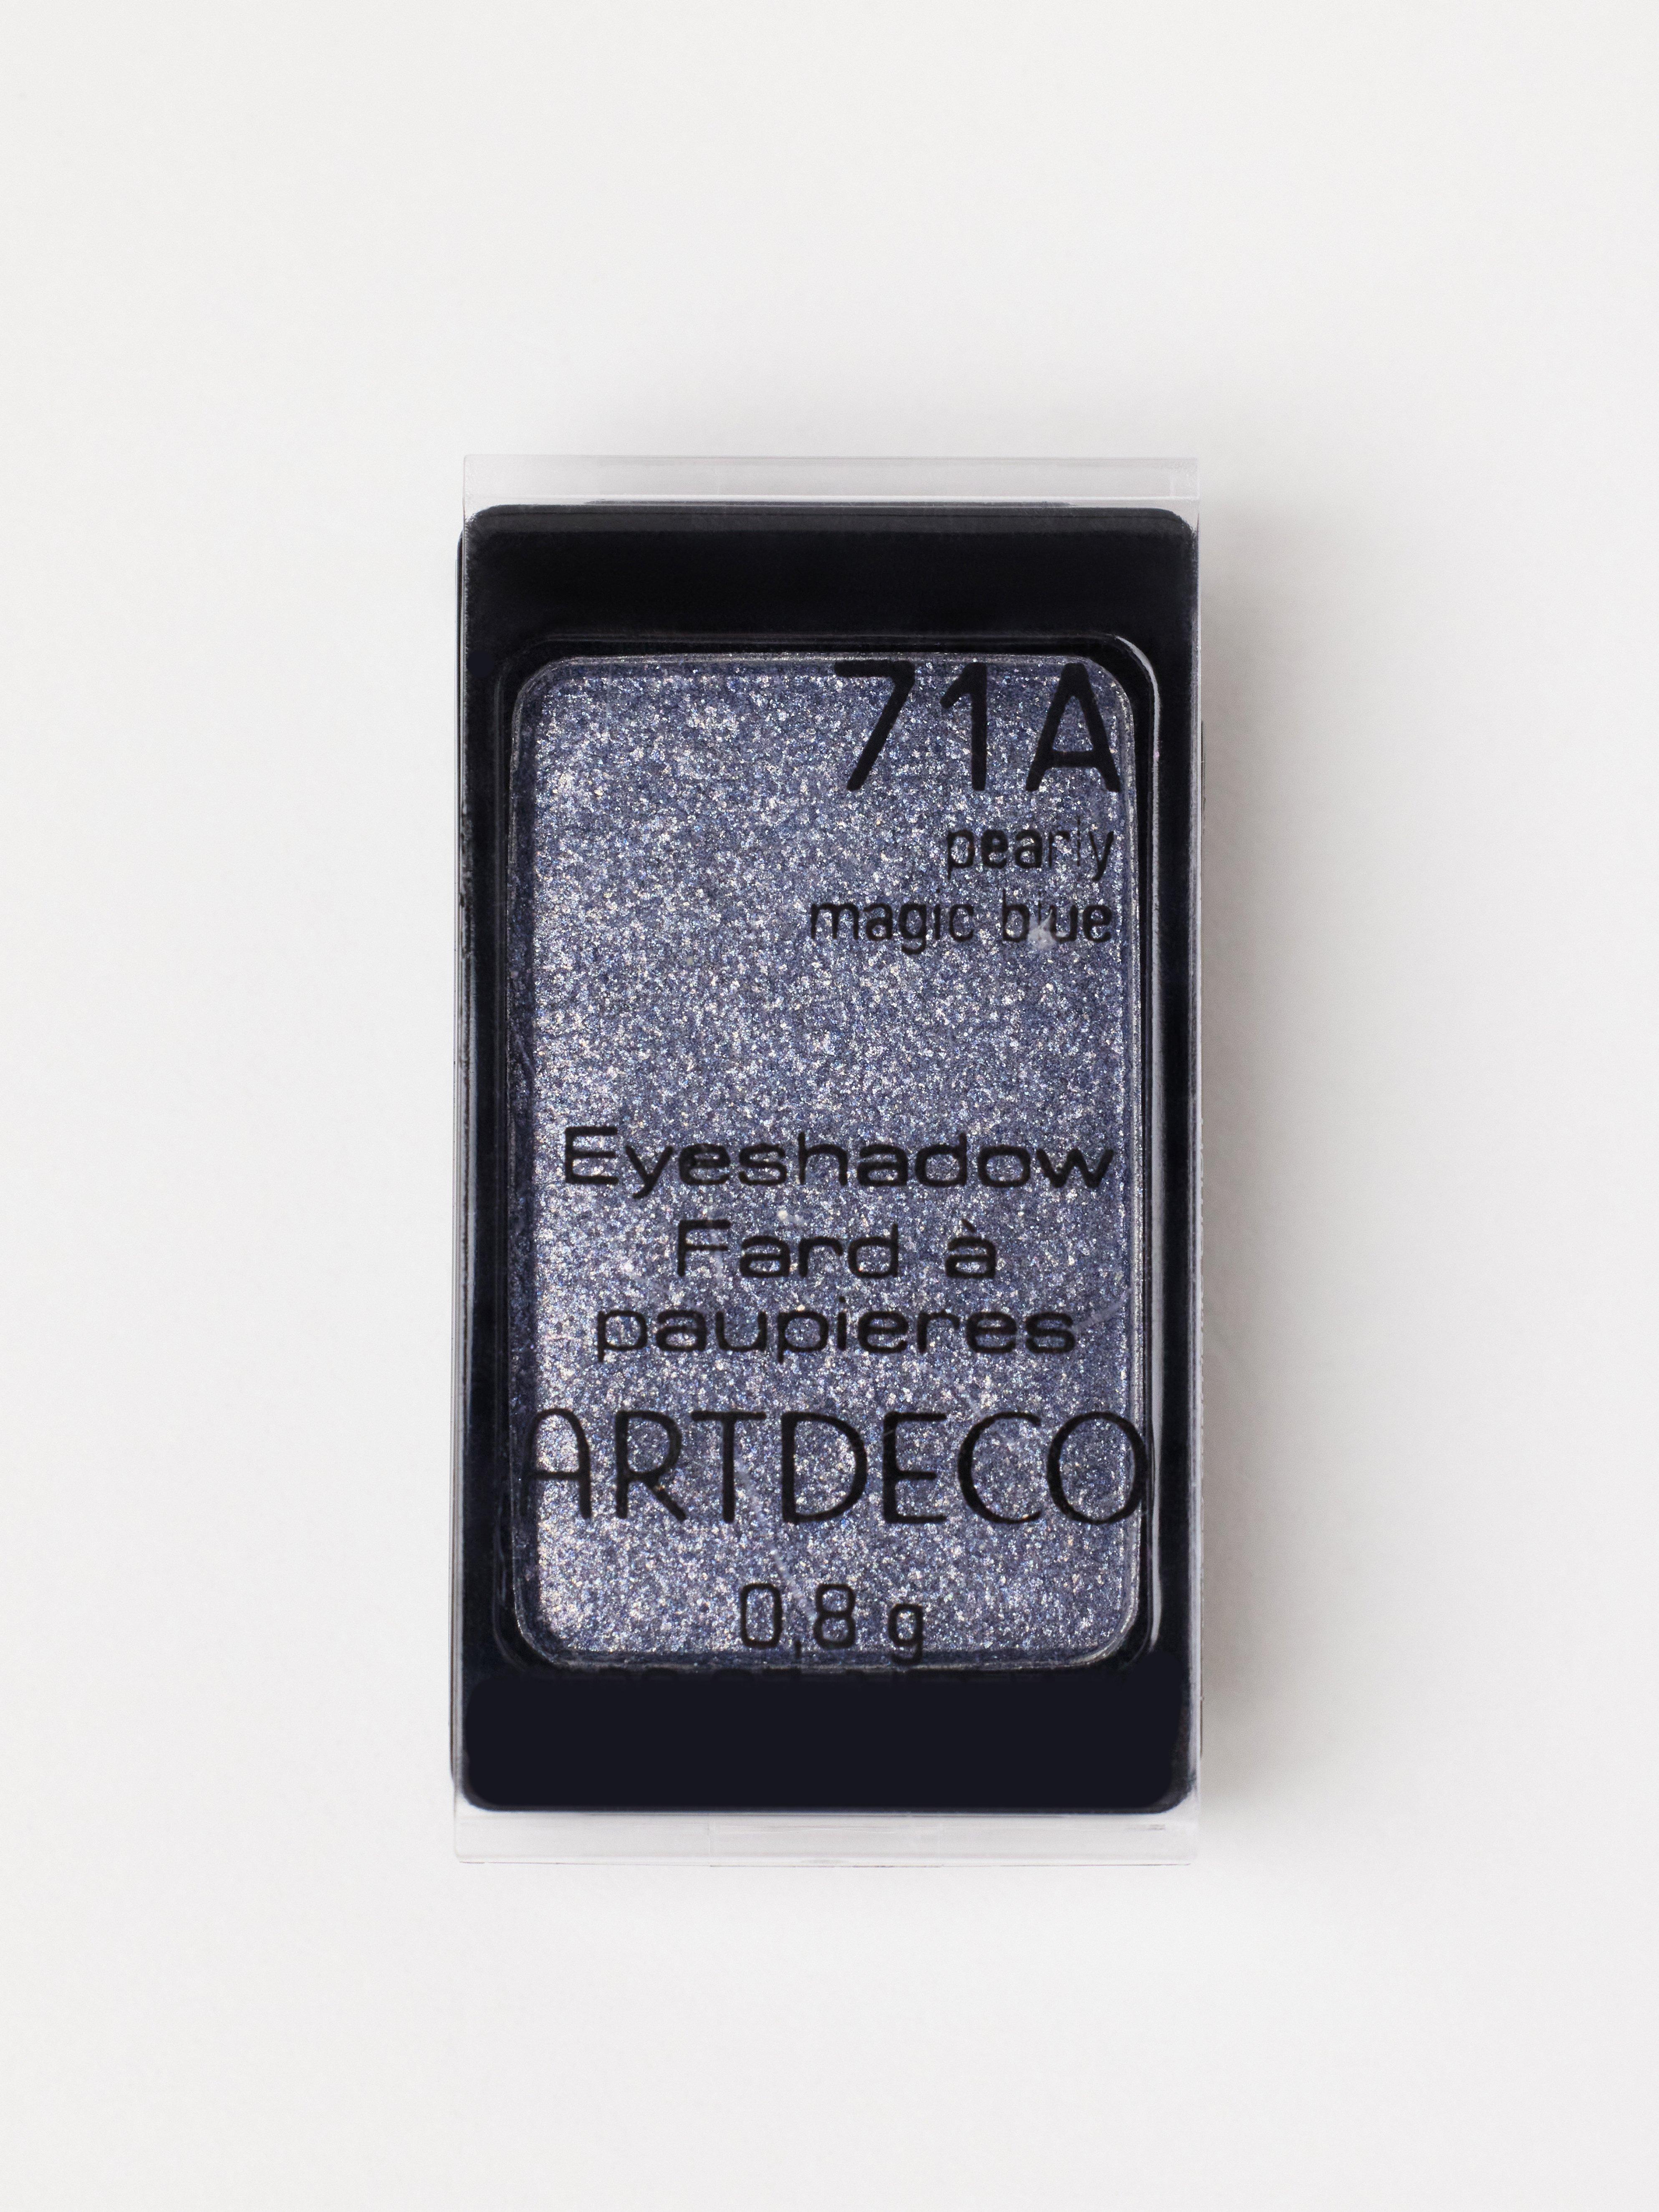 71A
pearly
magic blue
Eyeshadow
Fard à
paupieres
ARTDECO
0,8 g